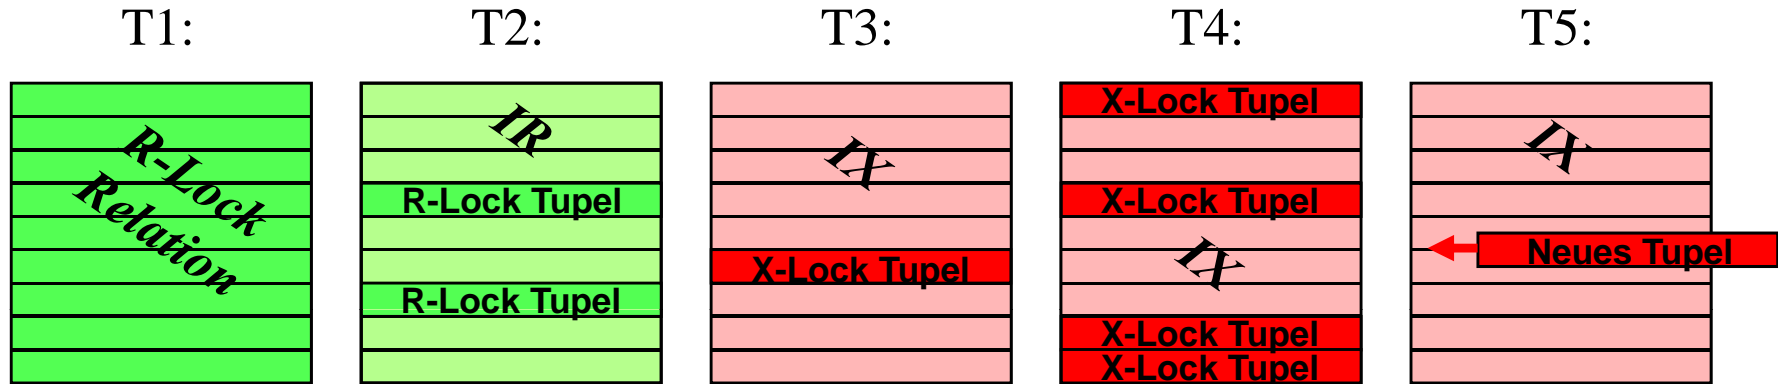 T1:
T2:
T3:
T4:
T5:
R-Lock
Relation
IR
R-Lock Tupel
R-Lock Tupel
IX
X-Lock Tupel
X-Lock Tupel
X-Lock Tupel
IX
X-Lock Tupel
X-Lock Tupel
IX
Neues Tupel